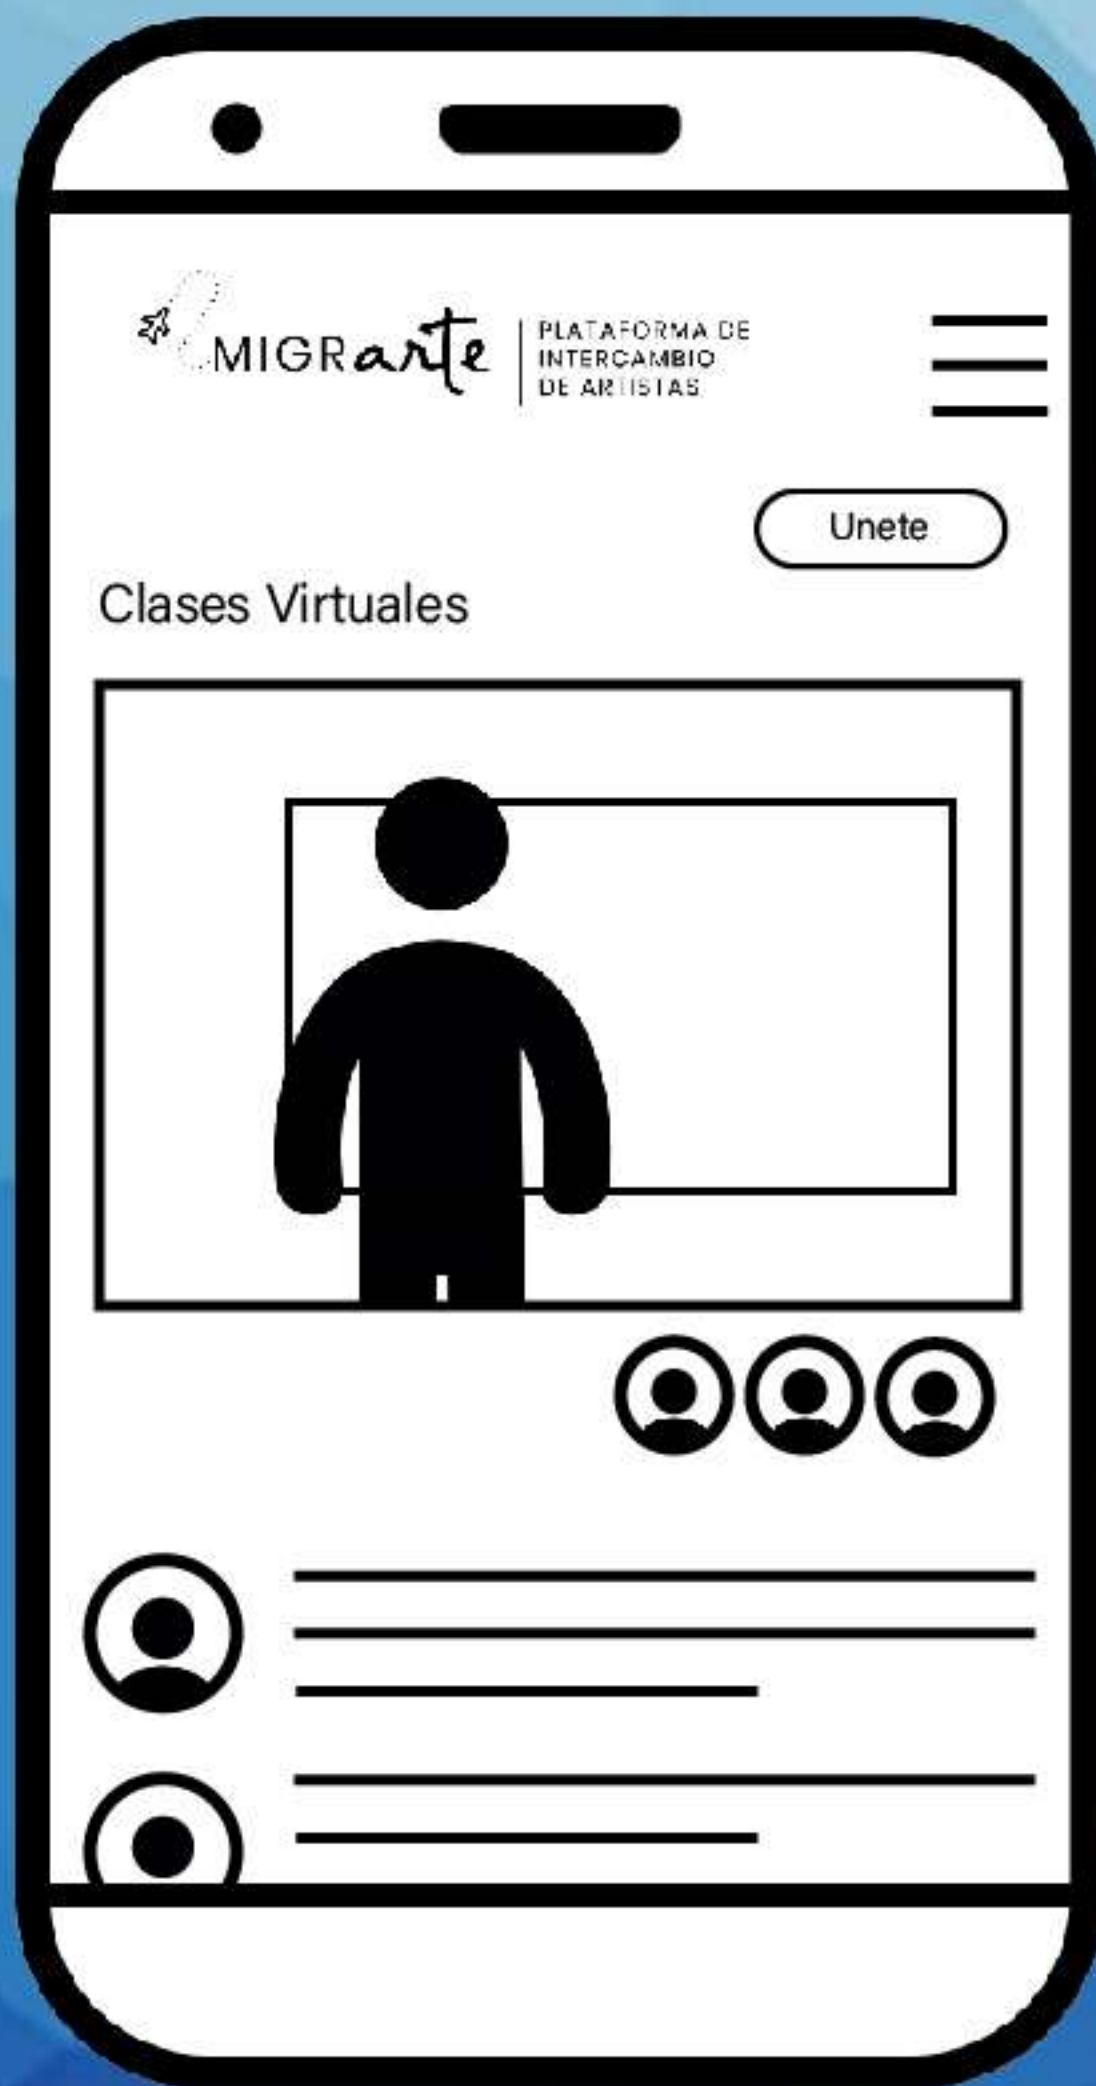 MIGRarte
PLATAFORMA DE
INTERCAMBIO
DE ARTISTAS
Unete
Clases Virtuales